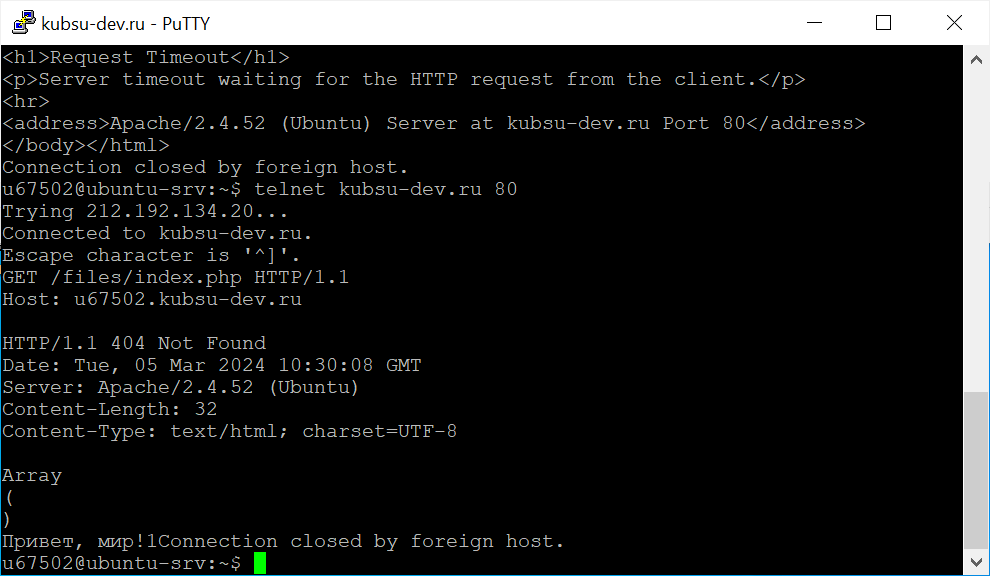 kubsu-dev.ru - PuTTY
<h1>Request Timeout</h1>
<p>Server timeout waiting for the HTTP request from the client.</p>
<hr>
<address>Apache/2.4.52 (Ubuntu) Server at kubsu-dev.ru Port 80</address>
</body></html>
Connection closed by foreign host.
u67502@ubuntu-srv:~$ telnet kubsu-dev.ru 80
Trying 212.192.134.20...
Connected to kubsu-dev.ru.
Escape character is '^]'.
GET /files/index.php HTTP/1.1
Host: u67502.kubsu-dev.ru

HTTP/1.1 404 Not Found
Date: Tue, 05 Mar 2024 10:30:08 GMT
Server: Apache/2.4.52 (Ubuntu)
Content-Length: 32
Content-Type: text/html; charset=UTF-8

Array
(
)
Привет, мир!1Connection closed by foreign host.
u67502@ubuntu-srv:~$